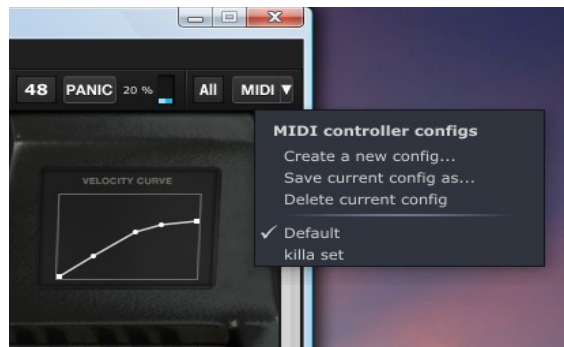 48 PANIC 20 % All MIDI
MIDI controller configs
Create a new config...
Save current config as...
Delete current config
Default
killa set
VELOCITY CURVE